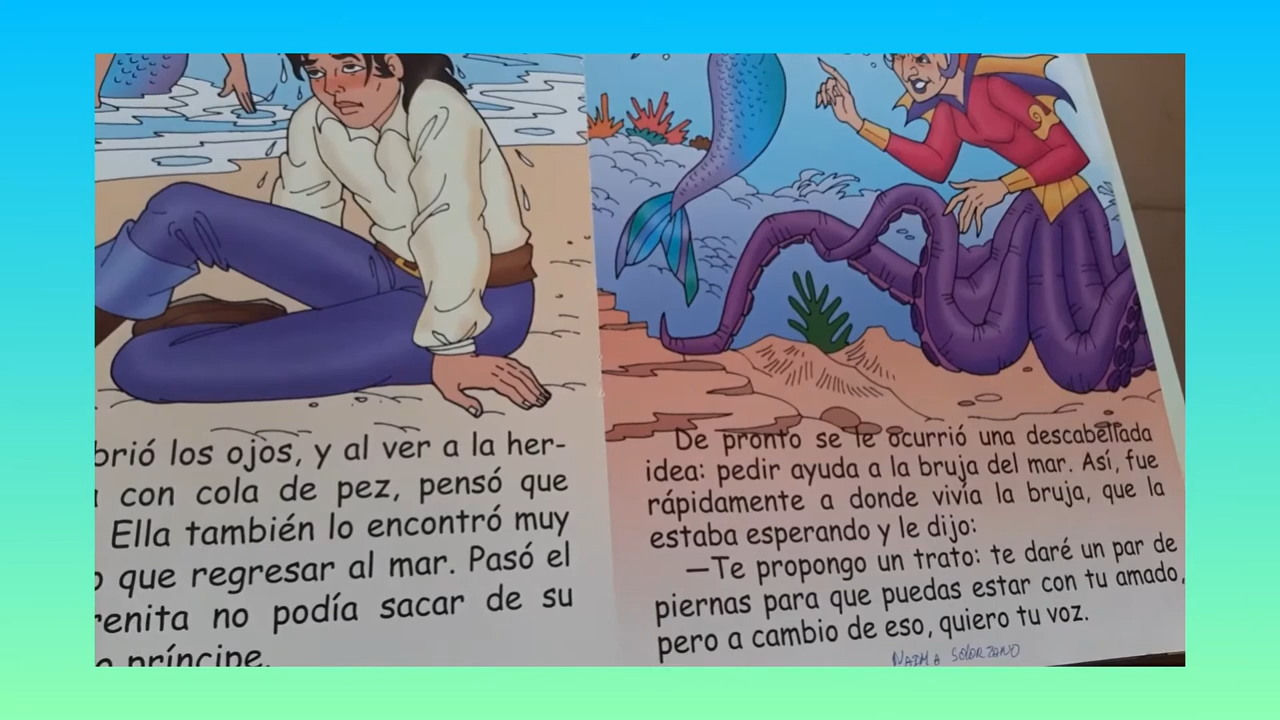 brió los ojos, y al ver a la her-
con cola de pez, pensó que
Ella también lo encontró muy
que regresar al mar. Pasó el
renita no podía sacar de su
príncipe.
De pronto se le ocurrió una descabellada
idea: pedir ayuda a la bruja del mar. Así, fue
rápidamente a donde vivía la bruja, que la
estaba esperando y le dijo:
—Te propongo un trato: te daré un par de
piernas para que puedas estar con tu amado,
pero a cambio de eso, quiero tu voz.
NAIMA SOLORZANO